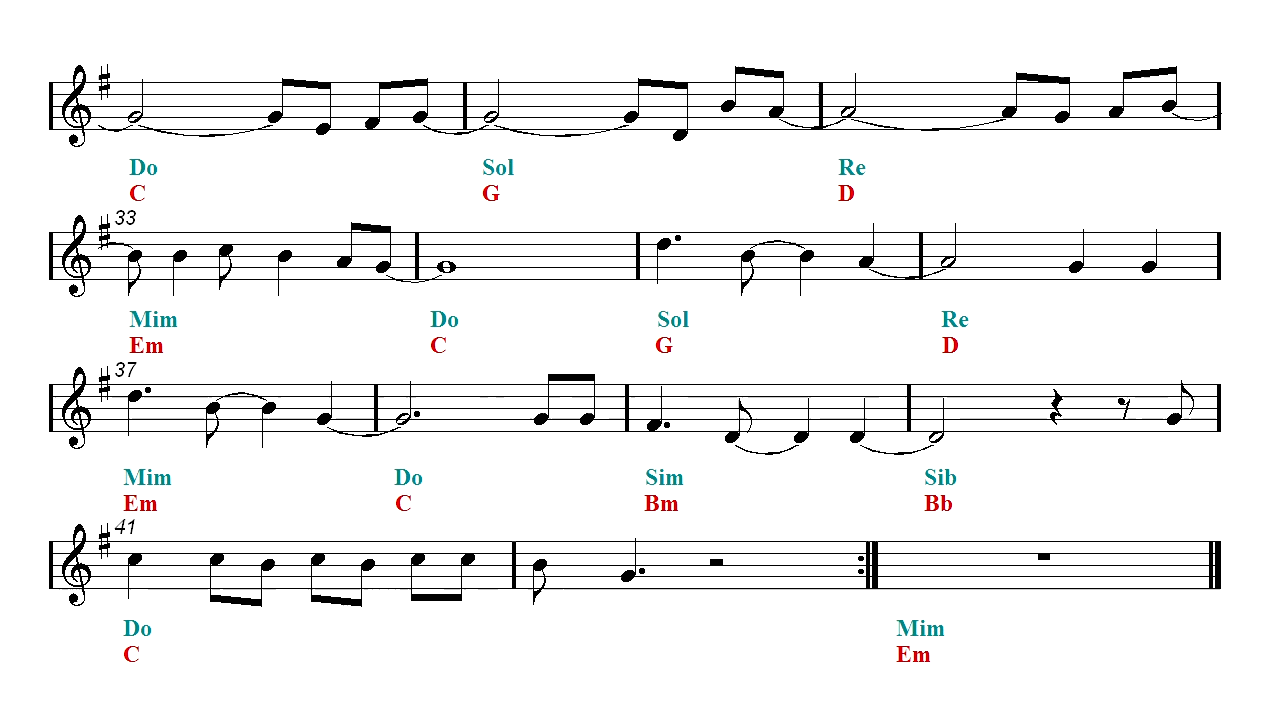 Do Sol Re
C G D
33
Mim Do Sol Re
Em C G D
37
Mim Do Sim Sib
Em C Bm Bb
41
Do Mim
C Em